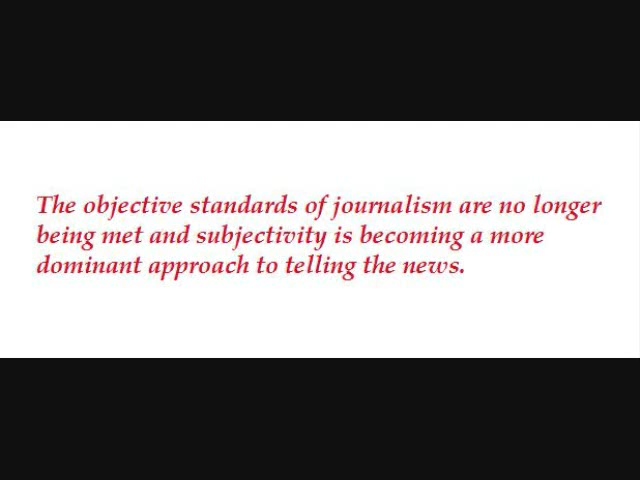 The objective standards of journalism are no longer
being met and subjectivity is becoming a more
dominant approach to telling the news.